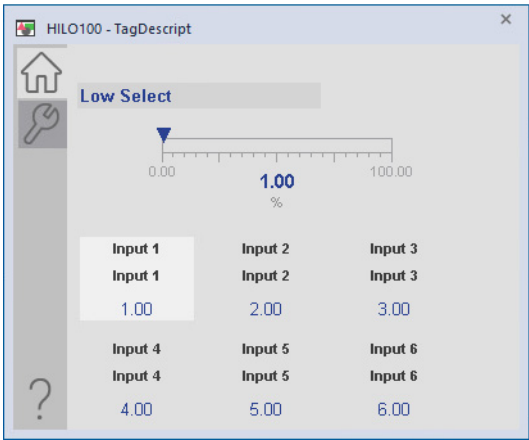 HILO100 - TagDescript
Low Select
0.00 100.00
1.00
%
Input 1 Input 2 Input 3
Input 1 Input 2 Input 3
1.00 2.00 3.00
Input 4 Input 5 Input 6
Input 4 Input 5 Input 6
4.00 5.00 6.00
?